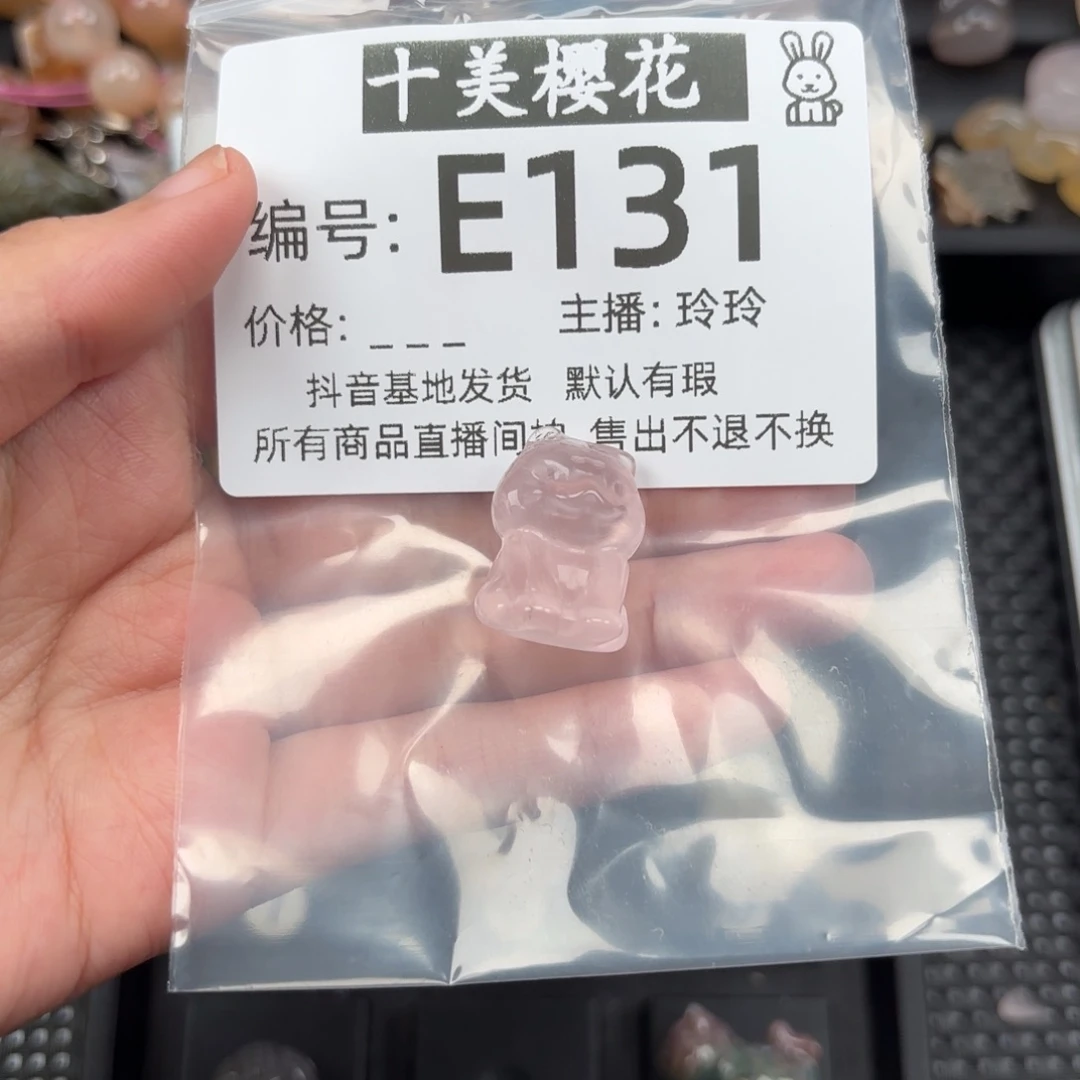 十美樱花
编号: E131
价格: _ _ _ 主播: 玲玲
抖音基地发货 默认有瑕
所有商品直播间 售出不退不换